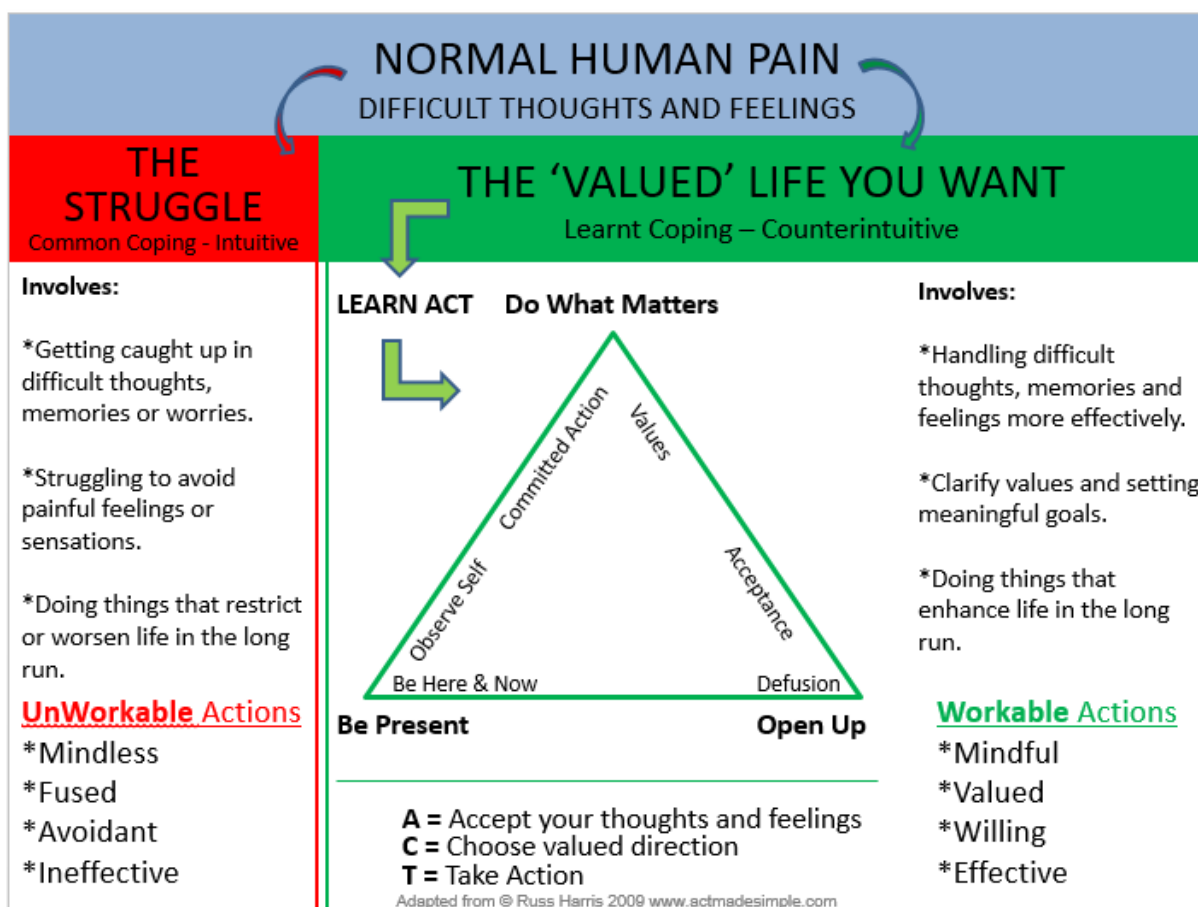 NORMAL HUMAN PAIN
DIFFICULT THOUGHTS AND FEELINGS
THE
STRUGGLE
Common Coping - Intuitive
THE ‘VALUED’ LIFE YOU WANT
Learnt Coping – Counterintuitive
Involves:
*Getting caught up in
difficult thoughts,
memories or worries.
*Struggling to avoid
painful feelings or
sensations.
*Doing things that restrict
or worsen life in the long
run.
UnWorkable Actions
*Mindless
*Fused
*Avoidant
*Ineffective
LEARN ACT
Do What Matters
Committed Action
Values
Observe Self
Acceptance
Be Here & Now
Defusion
Be Present
Open Up
A = Accept your thoughts and feelings
C = Choose valued direction
T = Take Action
Adapted from © Russ Harris 2009 www.actmadesimple.com
Involves:
*Handling difficult
thoughts, memories and
feelings more effectively.
*Clarify values and setting
meaningful goals.
*Doing things that
enhance life in the long
run.
Workable Actions
*Mindful
*Valued
*Willing
*Effective